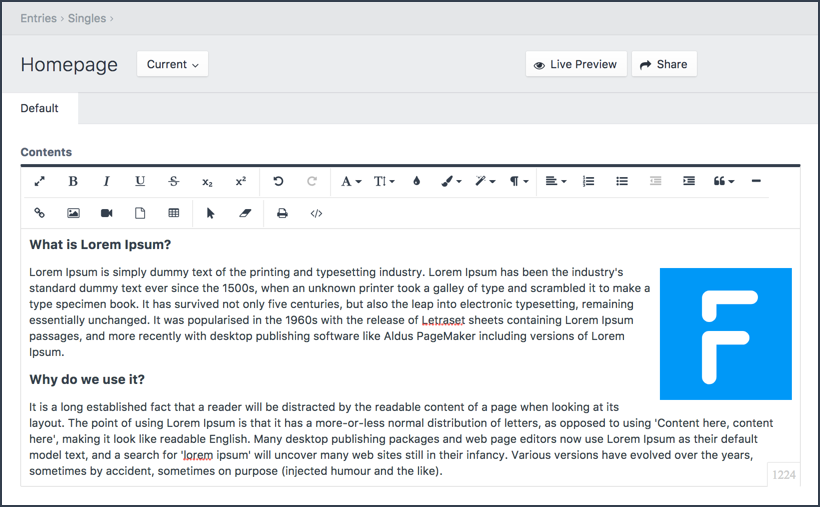 Entries › Singles ›
Homepage
Current
Live Preview
Share
Default
Contents
B I U S x₂ x²
A T
</>
What is Lorem Ipsum?
Lorem Ipsum is simply dummy text of the printing and typesetting industry. Lorem Ipsum has been the industry's
standard dummy text ever since the 1500s, when an unknown printer took a galley of type and scrambled it to make a
type specimen book. It has survived not only five centuries, but also the leap into electronic typesetting, remaining
essentially unchanged. It was popularised in the 1960s with the release of Letraset sheets containing Lorem Ipsum
passages, and more recently with desktop publishing software like Aldus PageMaker including versions of Lorem
Ipsum.
F
Why do we use it?
It is a long established fact that a reader will be distracted by the readable content of a page when looking at its
layout. The point of using Lorem Ipsum is that it has a more-or-less normal distribution of letters, as opposed to using 'Content here, content
here', making it look like readable English. Many desktop publishing packages and web page editors now use Lorem Ipsum as their default
model text, and a search for 'lorem ipsum' will uncover many web sites still in their infancy. Various versions have evolved over the years,
sometimes by accident, sometimes on purpose (injected humour and the like).
1224